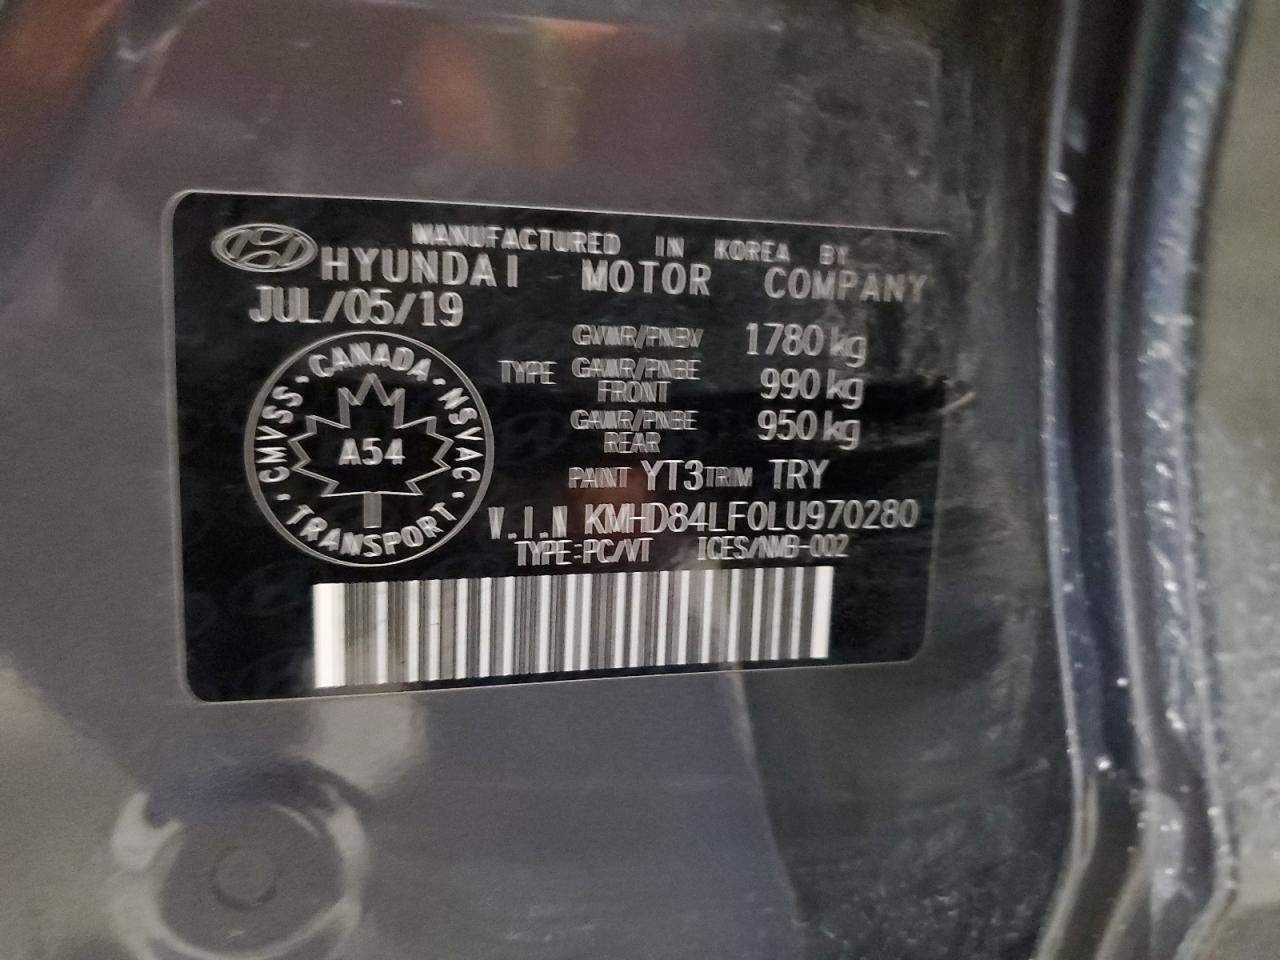 MANUFACTURED IN KOREA BY
HYUNDAI MOTOR COMPANY
JUL/05/19
CANADA · NSVAC · TRANSPORT · CMVSS ·
A54
TYPE
GVWR/PNBV 1780 kg
GAWR/PNBE FRONT 990 kg
GAWR/PNBE REAR 950 kg
PAINT YT3 TRIM TRY
V.I.N KMHD84LF0LU970280
TYPE:PC/VT ICES/NMB-002